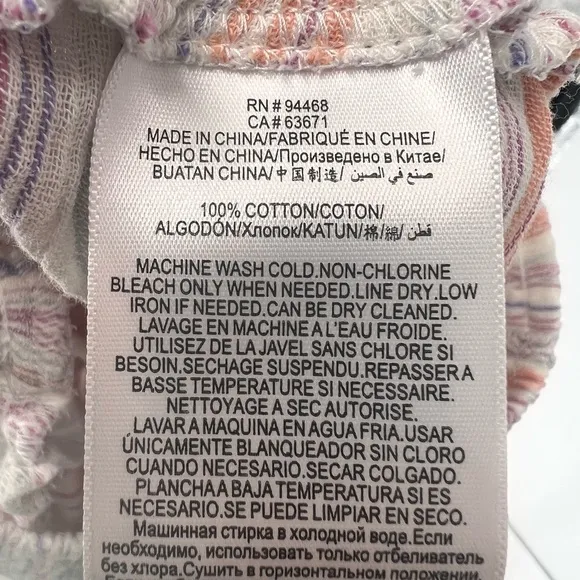 RN # 94468
CA # 63671
MADE IN CHINA/FABRIQUÉ EN CHINE/
HECHO EN CHINA/Произведено в Китае/
BUATAN CHINA/中国制造/صنع في الصين
100% COTTON/COTON/
ALGODÓN/Хлопок/KATUN/棉/綿/قطن
MACHINE WASH COLD.NON-CHLORINE
BLEACH ONLY WHEN NEEDED.LINE DRY.LOW
IRON IF NEEDED.CAN BE DRY CLEANED.
LAVAGE EN MACHINE A L'EAU FROIDE.
UTILISEZ DE LA JAVEL SANS CHLORE SI
BESOIN.SECHAGE SUSPENDU.REPASSER A
BASSE TEMPERATURE SI NECESSAIRE.
NETTOYAGE A SEC AUTORISE.
LAVAR A MAQUINA EN AGUA FRIA.USAR
ÚNICAMENTE BLANQUEADOR SIN CLORO
CUANDO NECESARIO.SECAR COLGADO.
PLANCHA A BAJA TEMPERATURA SI ES
NECESARIO.SE PUEDE LIMPIAR EN SECO.
Машинная стирка в холодной воде.Если
необходимо, использовать только отбеливатель
без хлора.Сушить в горизонтальном положении.